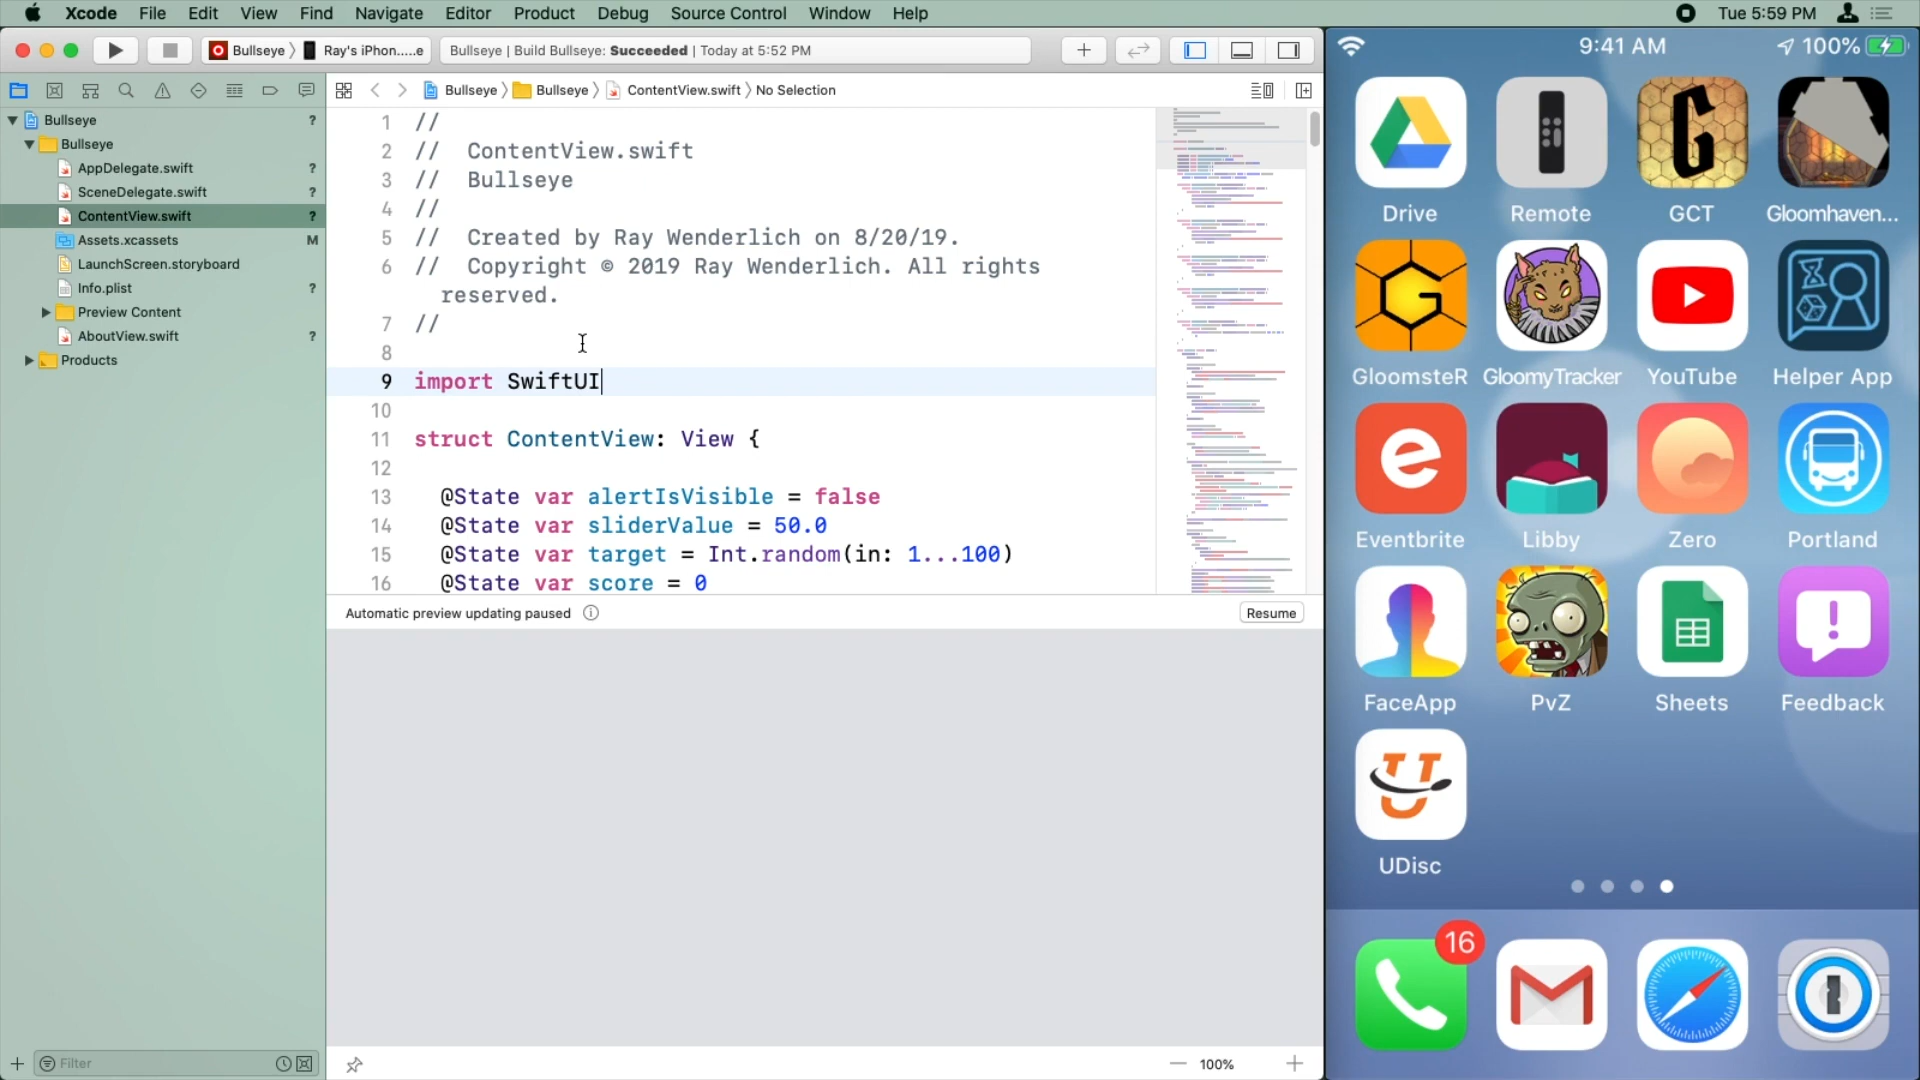 Xcode File Edit View Find Navigate Editor Product Debug Source Control Window Help
Tue 5:59 PM
Bullseye Ray's iPhon.....e
Bullseye | Build Bullseye: Succeeded | Today at 5:52 PM
Bullseye Bullseye ContentView.swift No Selection
Bullseye ?
Bullseye
AppDelegate.swift ?
SceneDelegate.swift ?
ContentView.swift ?
Assets.xcassets M
LaunchScreen.storyboard
Info.plist ?
Preview Content
AboutView.swift ?
Products
Filter
1 //
2 // ContentView.swift
3 // Bullseye
4 //
5 // Created by Ray Wenderlich on 8/20/19.
6 // Copyright © 2019 Ray Wenderlich. All rights
reserved.
7 //
8
9 import SwiftUI
10
11 struct ContentView: View {
12
13 @State var alertIsVisible = false
14 @State var sliderValue = 50.0
15 @State var target = Int.random(in: 1...100)
16 @State var score = 0
Automatic preview updating paused
Resume
100%
9:41 AM
100%
Drive Remote GCT Gloomhaven...
GloomsteR GloomyTracker YouTube Helper App
Eventbrite Libby Zero Portland
FaceApp PvZ Sheets Feedback
UDisc
16